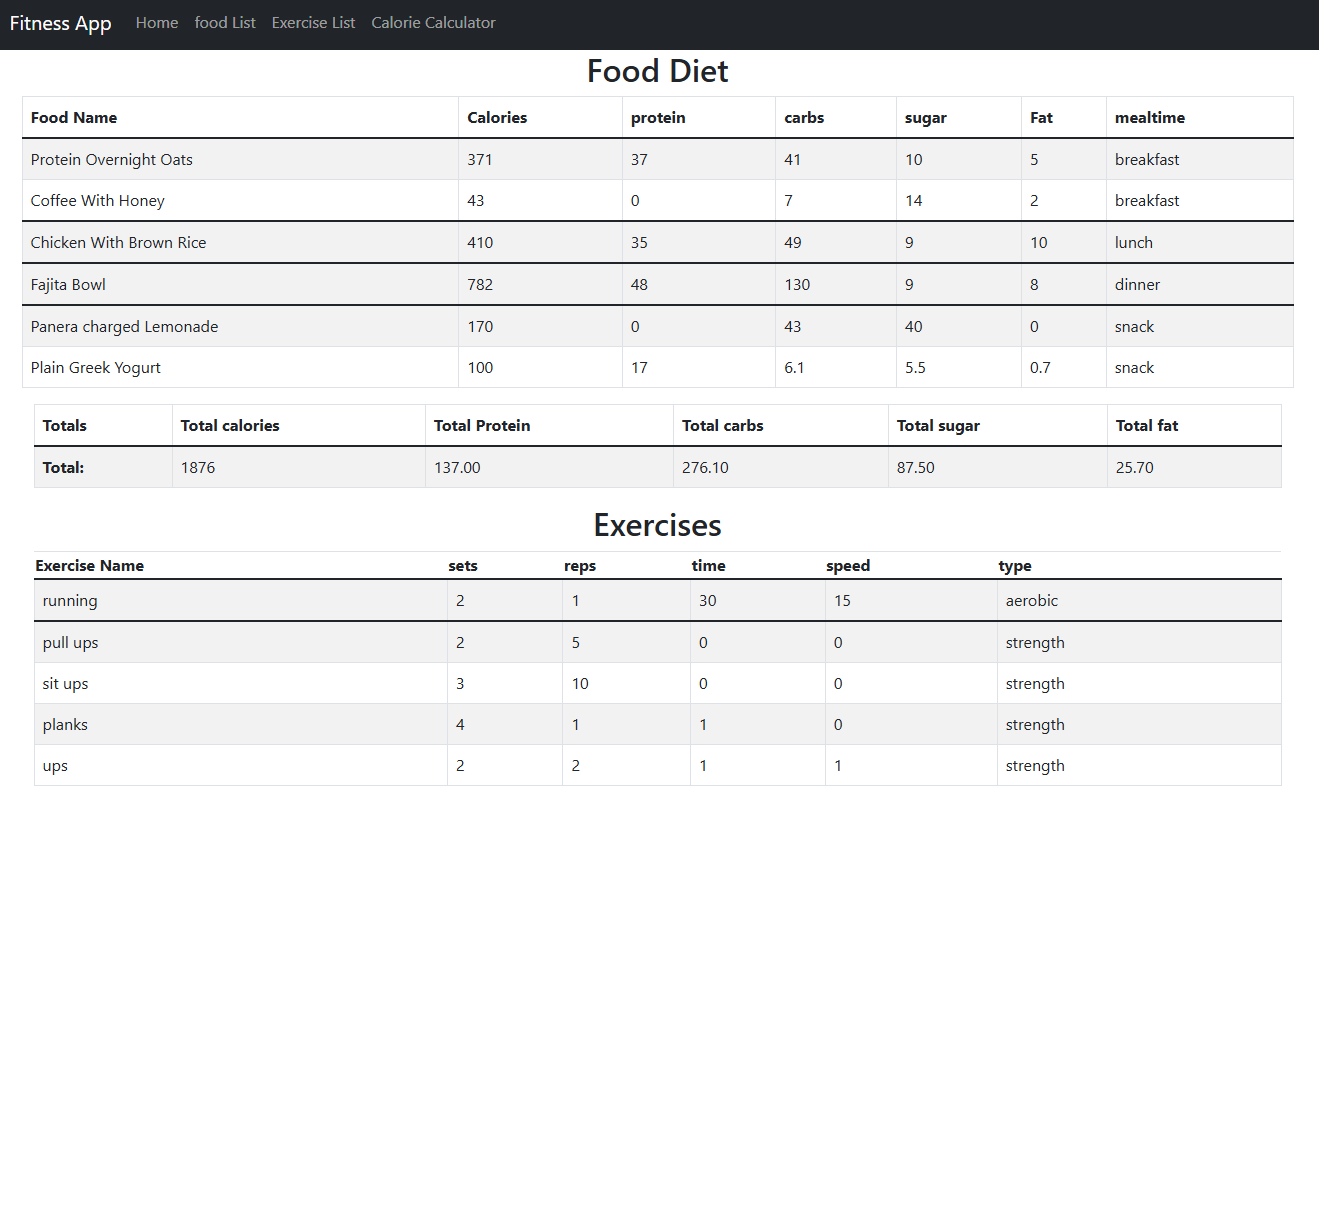 Fitness App Home food List Exercise List Calorie Calculator
Food Diet
Food Name Calories protein carbs sugar Fat mealtime
Protein Overnight Oats 371 37 41 10 5 breakfast
Coffee With Honey 43 0 7 14 2 breakfast
Chicken With Brown Rice 410 35 49 9 10 lunch
Fajita Bowl 782 48 130 9 8 dinner
Panera charged Lemonade 170 0 43 40 0 snack
Plain Greek Yogurt 100 17 6.1 5.5 0.7 snack
Totals Total calories Total Protein Total carbs Total sugar Total fat
Total: 1876 137.00 276.10 87.50 25.70
Exercises
Exercise Name sets reps time speed type
running 2 1 30 15 aerobic
pull ups 2 5 0 0 strength
sit ups 3 10 0 0 strength
planks 4 1 1 0 strength
ups 2 2 1 1 strength